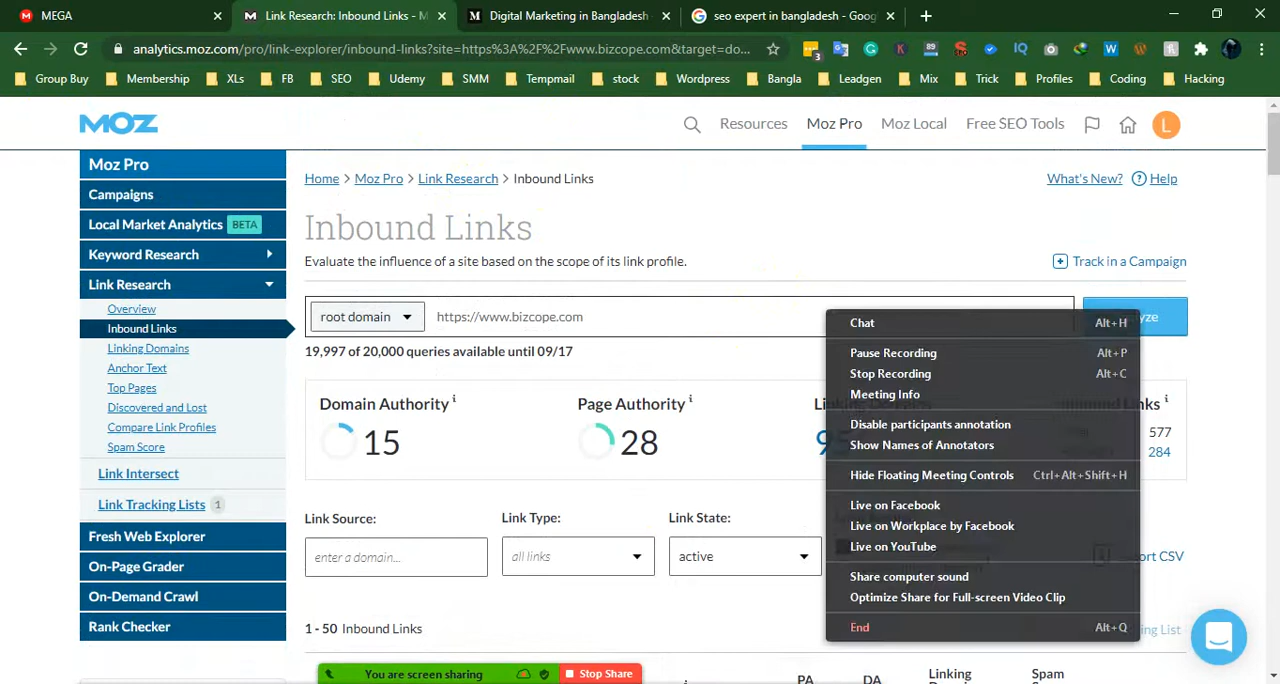 MEGA
Link Research: Inbound Links - M
Digital Marketing in Bangladesh
seo expert in bangladesh - Goog
analytics.moz.com/pro/link-explorer/inbound-links?site=https%3A%2F%2Fwww.bizcope.com&target=do...
3
89
IQ
W
K
Group Buy
Membership
XLs
FB
SEO
Udemy
SMM
Tempmail
stock
Wordpress
Bangla
Leadgen
Mix
Trick
Profiles
Coding
Hacking
MOZ
Resources
Moz Pro
Moz Local
Free SEO Tools
L
Moz Pro
Campaigns
Local Market Analytics BETA
Keyword Research
Link Research
Overview
Inbound Links
Linking Domains
Anchor Text
Top Pages
Discovered and Lost
Compare Link Profiles
Spam Score
Link Intersect
Link Tracking Lists 1
Fresh Web Explorer
On-Page Grader
On-Demand Crawl
Rank Checker
Home > Moz Pro > Link Research > Inbound Links
What's New? ? Help
Inbound Links
Evaluate the influence of a site based on the scope of its link profile.
Track in a Campaign
root domain https://www.bizcope.com
19,997 of 20,000 queries available until 09/17
Domain Authority i
15
Page Authority i
28
577
284
Link Source:
enter a domain...
Link Type:
all links
Link State:
active
1 - 50 Inbound Links
PA
DA
Linking
Spam
Chat Alt+H
Pause Recording Alt+P
Stop Recording Alt+C
Meeting Info
Disable participants annotation
Show Names of Annotators
Hide Floating Meeting Controls Ctrl+Alt+Shift+H
Live on Facebook
Live on Workplace by Facebook
Live on YouTube
Share computer sound
Optimize Share for Full-screen Video Clip
End Alt+Q
You are screen sharing
Stop Share